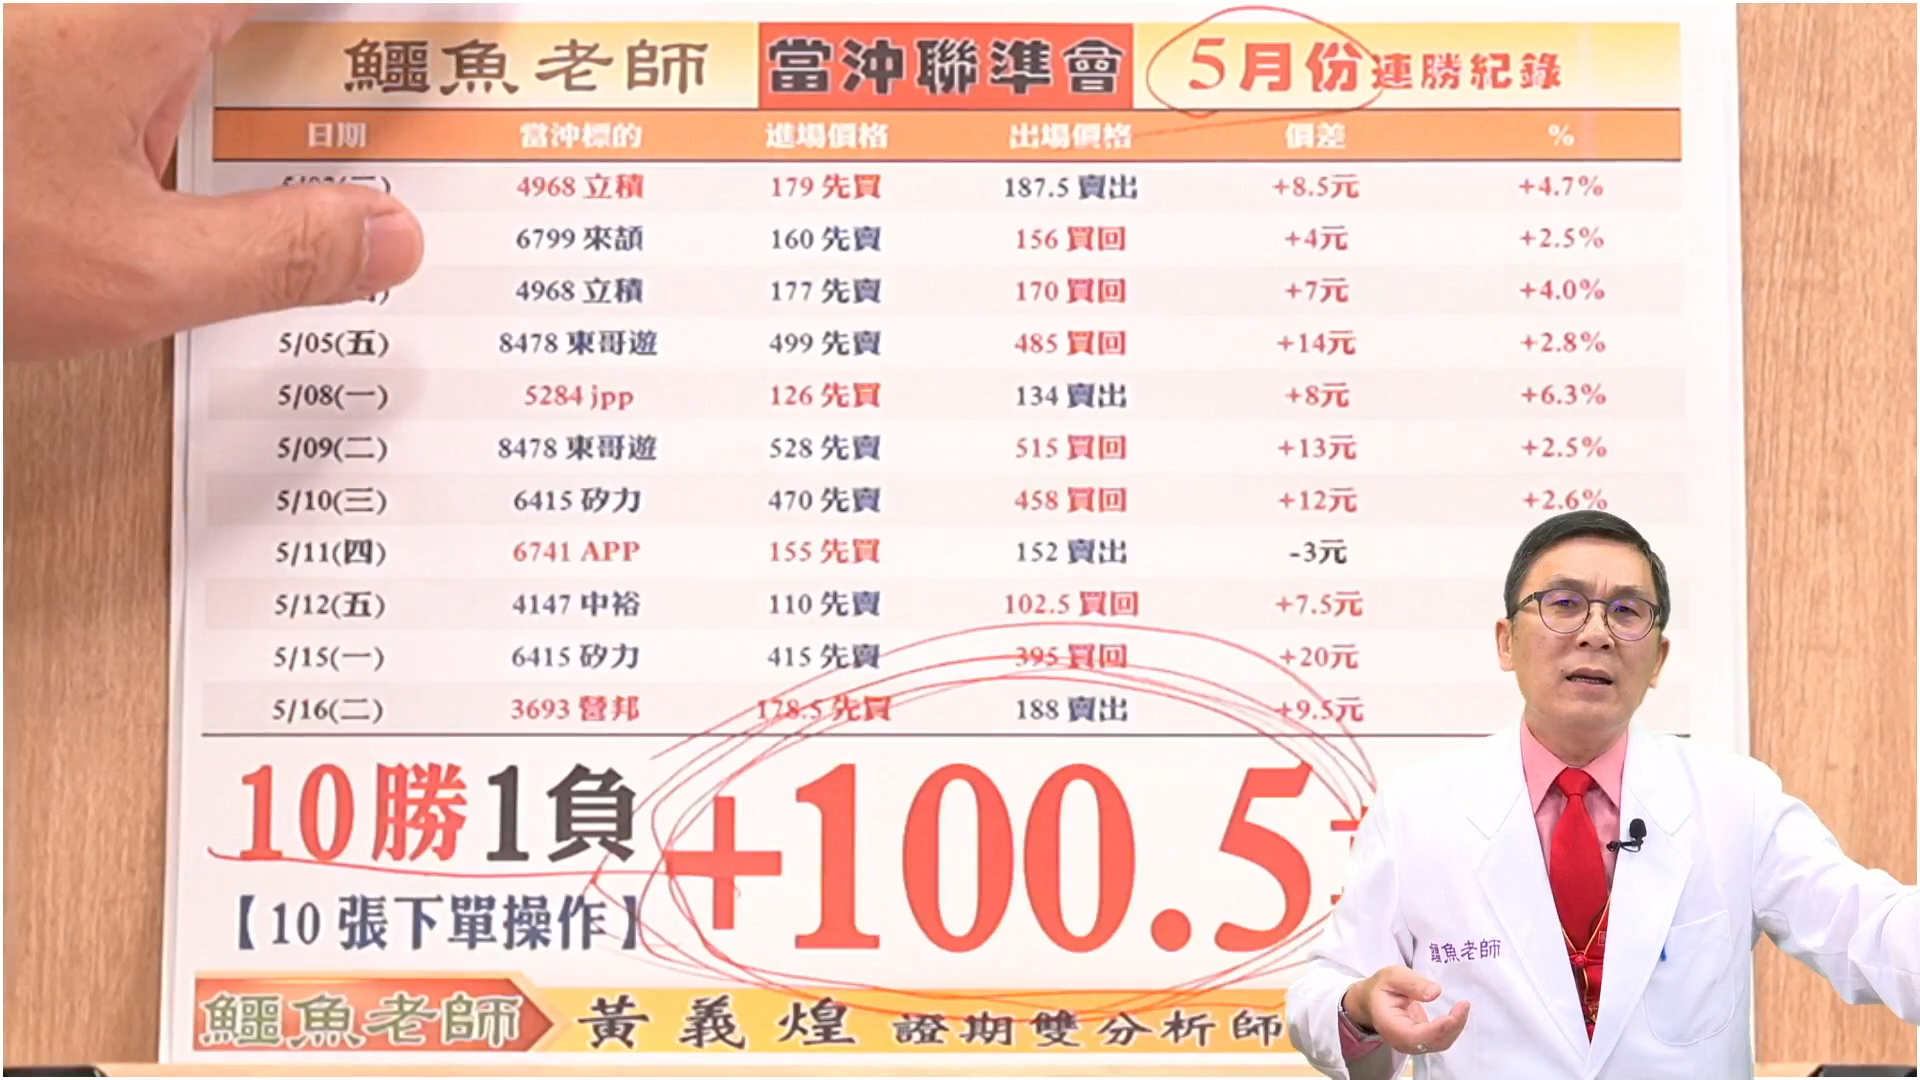 鱷魚老師 當沖聯準會 5月份連勝紀錄
日期 當沖標的 進場價格 出場價格 價差 %
4968 立積 179 先買 187.5 賣出 +8.5元 +4.7%
6799 來頡 160 先賣 156 買回 +4元 +2.5%
4968 立積 177 先賣 170 買回 +7元 +4.0%
5/05(五) 8478 東哥遊 499 先賣 485 買回 +14元 +2.8%
5/08(一) 5284 jpp 126 先買 134 賣出 +8元 +6.3%
5/09(二) 8478 東哥遊 528 先賣 515 買回 +13元 +2.5%
5/10(三) 6415 矽力 470 先賣 458 買回 +12元 +2.6%
5/11(四) 6741 APP 155 先買 152 賣出 -3元
5/12(五) 4147 中裕 110 先賣 102.5 買回 +7.5元
5/15(一) 6415 矽力 415 先賣 395 買回 +20元
5/16(二) 3693 營邦 178.5 先買 188 賣出 +9.5元
10勝1負 +100.5
【10 張下單操作】
鱷魚老師 黃義煌 證期雙分析師
鱷魚老師